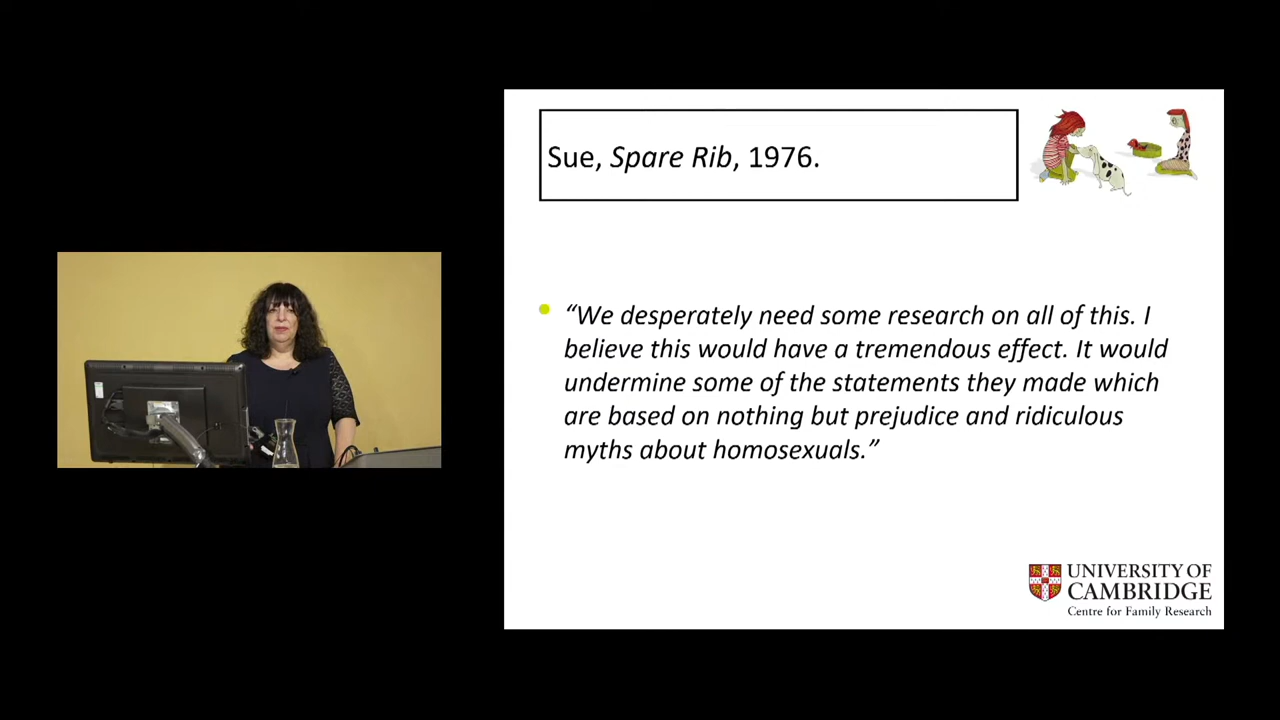 Sue, Spare Rib, 1976.
“We desperately need some research on all of this. I
believe this would have a tremendous effect. It would
undermine some of the statements they made which
are based on nothing but prejudice and ridiculous
myths about homosexuals.”
UNIVERSITY OF
CAMBRIDGE
Centre for Family Research